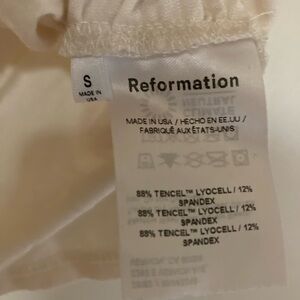 S
MADE IN
USA
Reformation
MADE IN USA / HECHO EN EE.UU /
FABRIQUÉ AUX ÉTATS-UNIS
88% TENCEL™ LYOCELL / 12%
SPANDEX
88% TENCEL™ LYOCELL / 12%
SPANDEX
88% TENCEL™ LYOCELL / 12%
SPANDEX